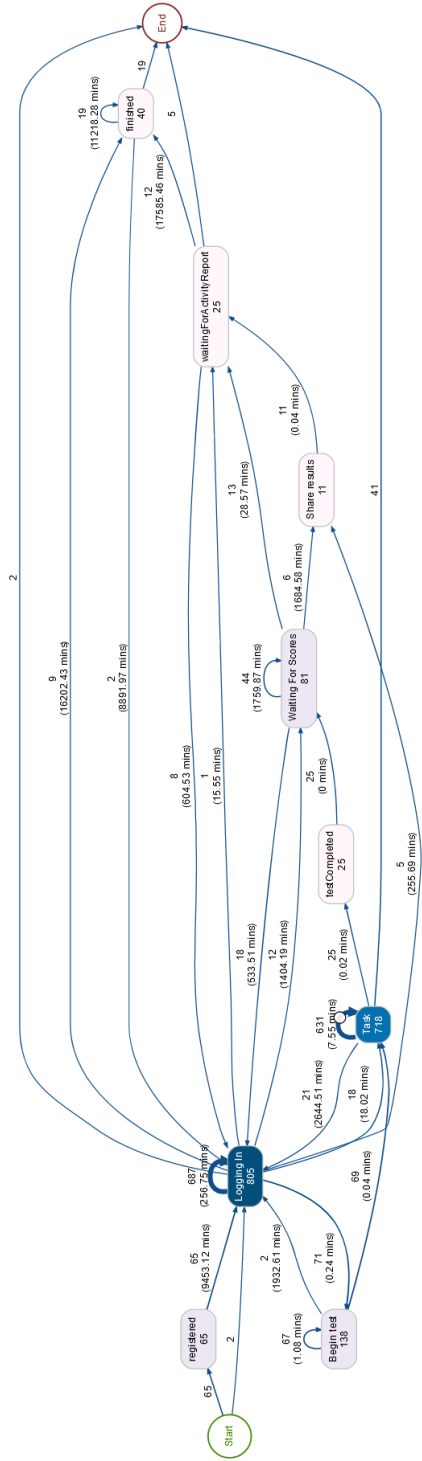 End
19
finished
40
19
(11218.28 mins)
5
12
(17585.46 mins)
waitingForActivityReport
25
11
(0.04 mins)
Share results
11
41
13
(28.57 mins)
6
(1684.58 mins)
2
9
(16202.43 mins)
2
(8891.97 mins)
Waiting For Scores
81
44
(1759.87 mins)
8
(604.53 mins)
1
(15.55 mins)
25
(0 mins)
testCompleted
25
5
(255.69 mins)
18
(533.51 mins)
12
(1404.19 mins)
25
(0.02 mins)
631
(7.55 mins)
Task
718
21
(2644.51 mins)
18
(18.02 mins)
687
(256.75 mins)
Logging In
805
69
(0.04 mins)
65
(9453.12 mins)
2
(1932.61 mins)
71
(0.24 mins)
registered
65
2
67
(1.08 mins)
Begin test
138
65
Start